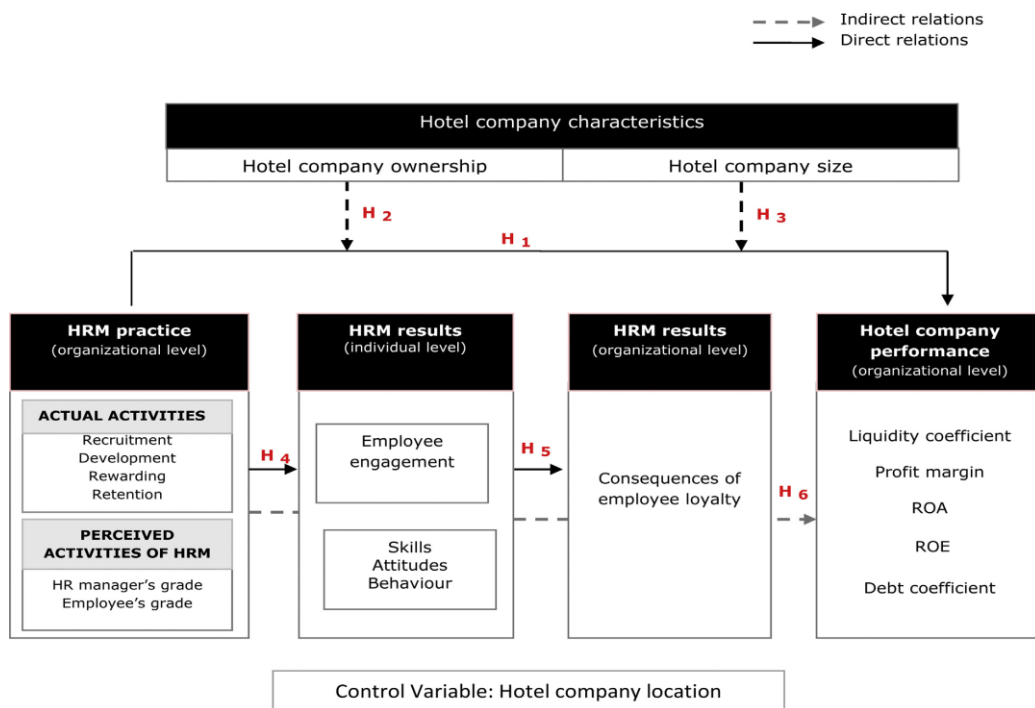 Indirect relations
Direct relations
Hotel company characteristics
Hotel company ownership
Hotel company size
H 2
H 3
H 1
HRM practice
(organizational level)
ACTUAL ACTIVITIES
Recruitment
Development
Rewarding
Retention
PERCEIVED
ACTIVITIES OF HRM
HR manager's grade
Employee's grade
H 4
HRM results
(individual level)
Employee
engagement
Skills
Attitudes
Behaviour
H 5
HRM results
(organizational level)
Consequences of
employee loyalty
H 6
Hotel company
performance
(organizational level)
Liquidity coefficient
Profit margin
ROA
ROE
Debt coefficient
Control Variable: Hotel company location